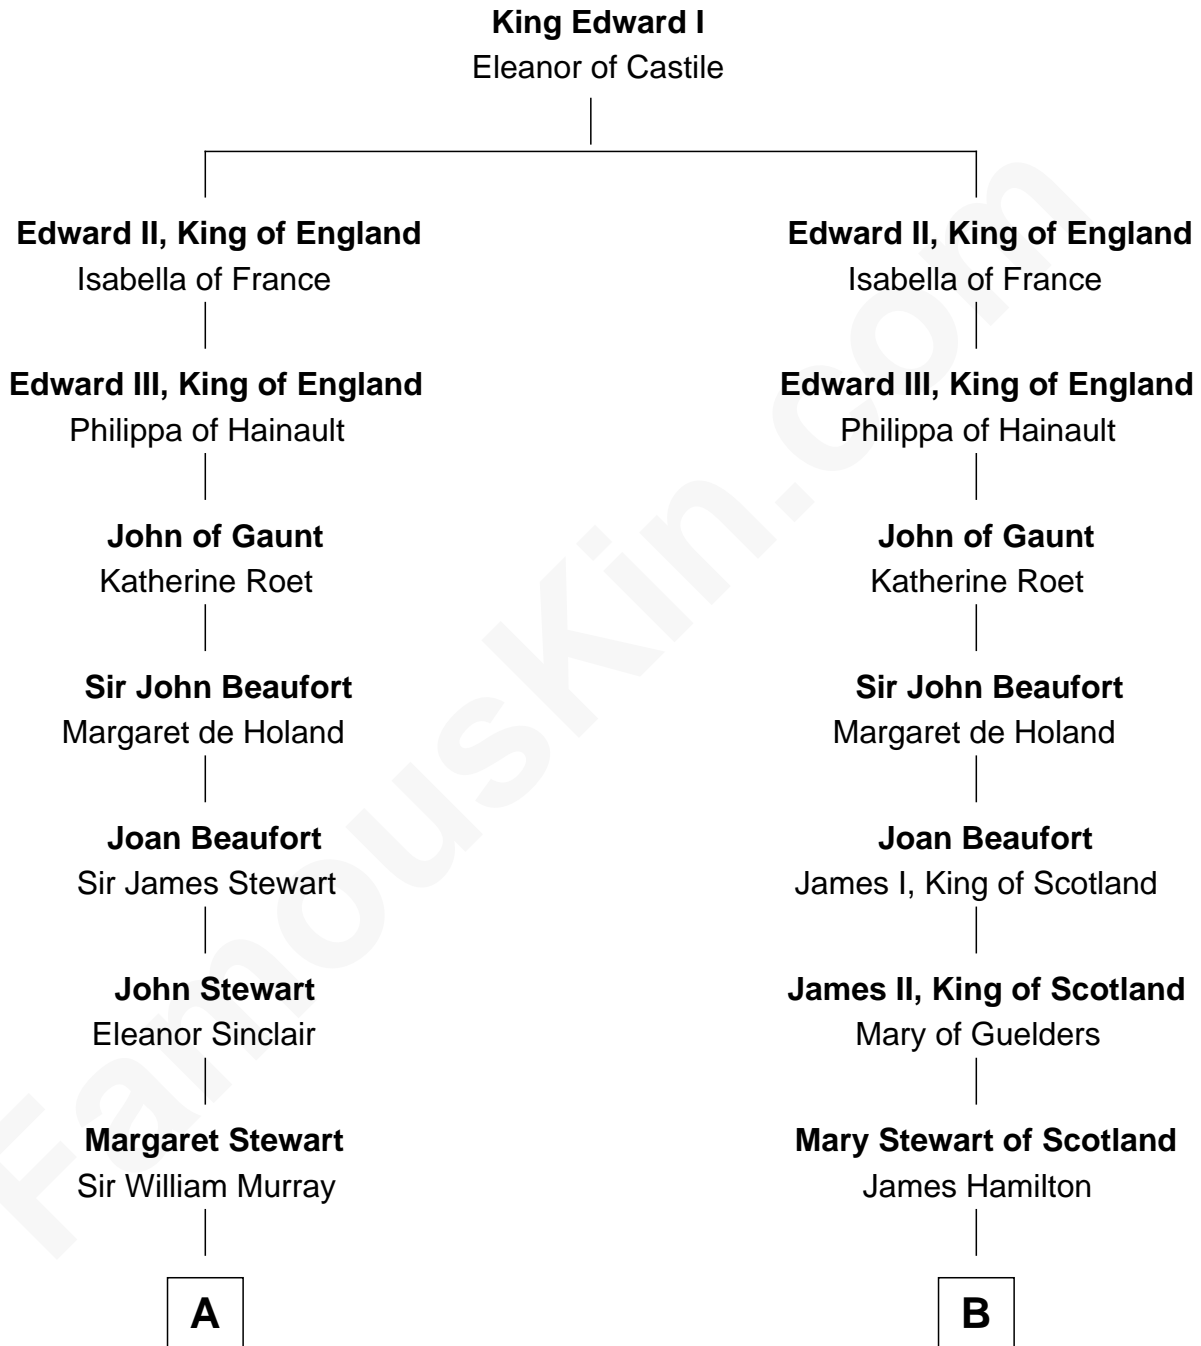 King Edward I
Eleanor of Castile
Edward II, King of England
Isabella of France
Edward III, King of England
Philippa of Hainault
John of Gaunt
Katherine Roet
Sir John Beaufort
Margaret de Holand
Joan Beaufort
Sir James Stewart
John Stewart
Eleanor Sinclair
Margaret Stewart
Sir William Murray
A
Edward II, King of England
Isabella of France
Edward III, King of England
Philippa of Hainault
John of Gaunt
Katherine Roet
Sir John Beaufort
Margaret de Holand
Joan Beaufort
James I, King of Scotland
James II, King of Scotland
Mary of Guelders
Mary Stewart of Scotland
James Hamilton
B
FamousKin.com